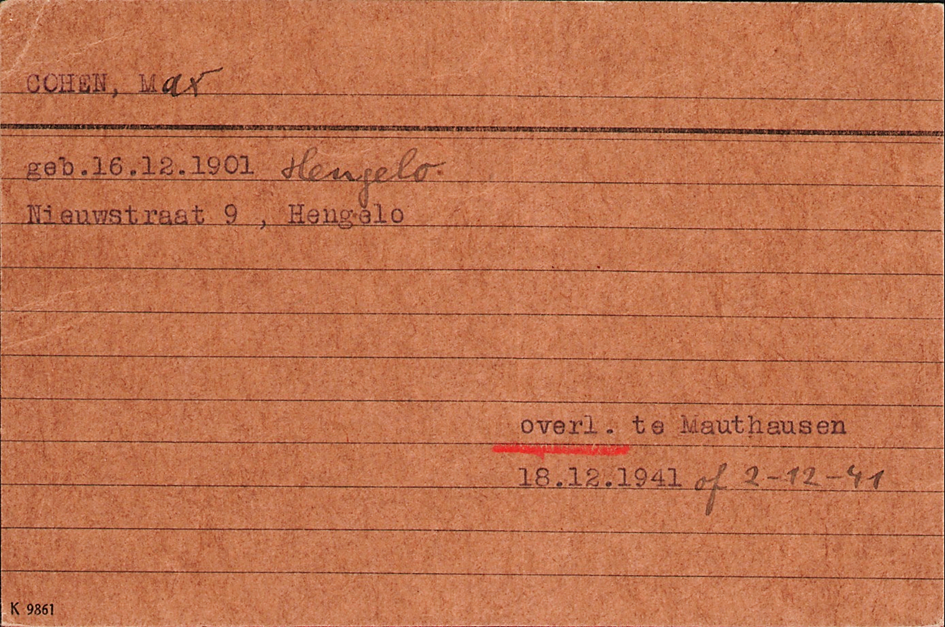 COHEN, Max
geb.16.12.1901 Hengelo.
Nieuwstraat 9 , Hengelo
overl. te Mauthausen
18.12.1941 of 2-12-41
K 9861